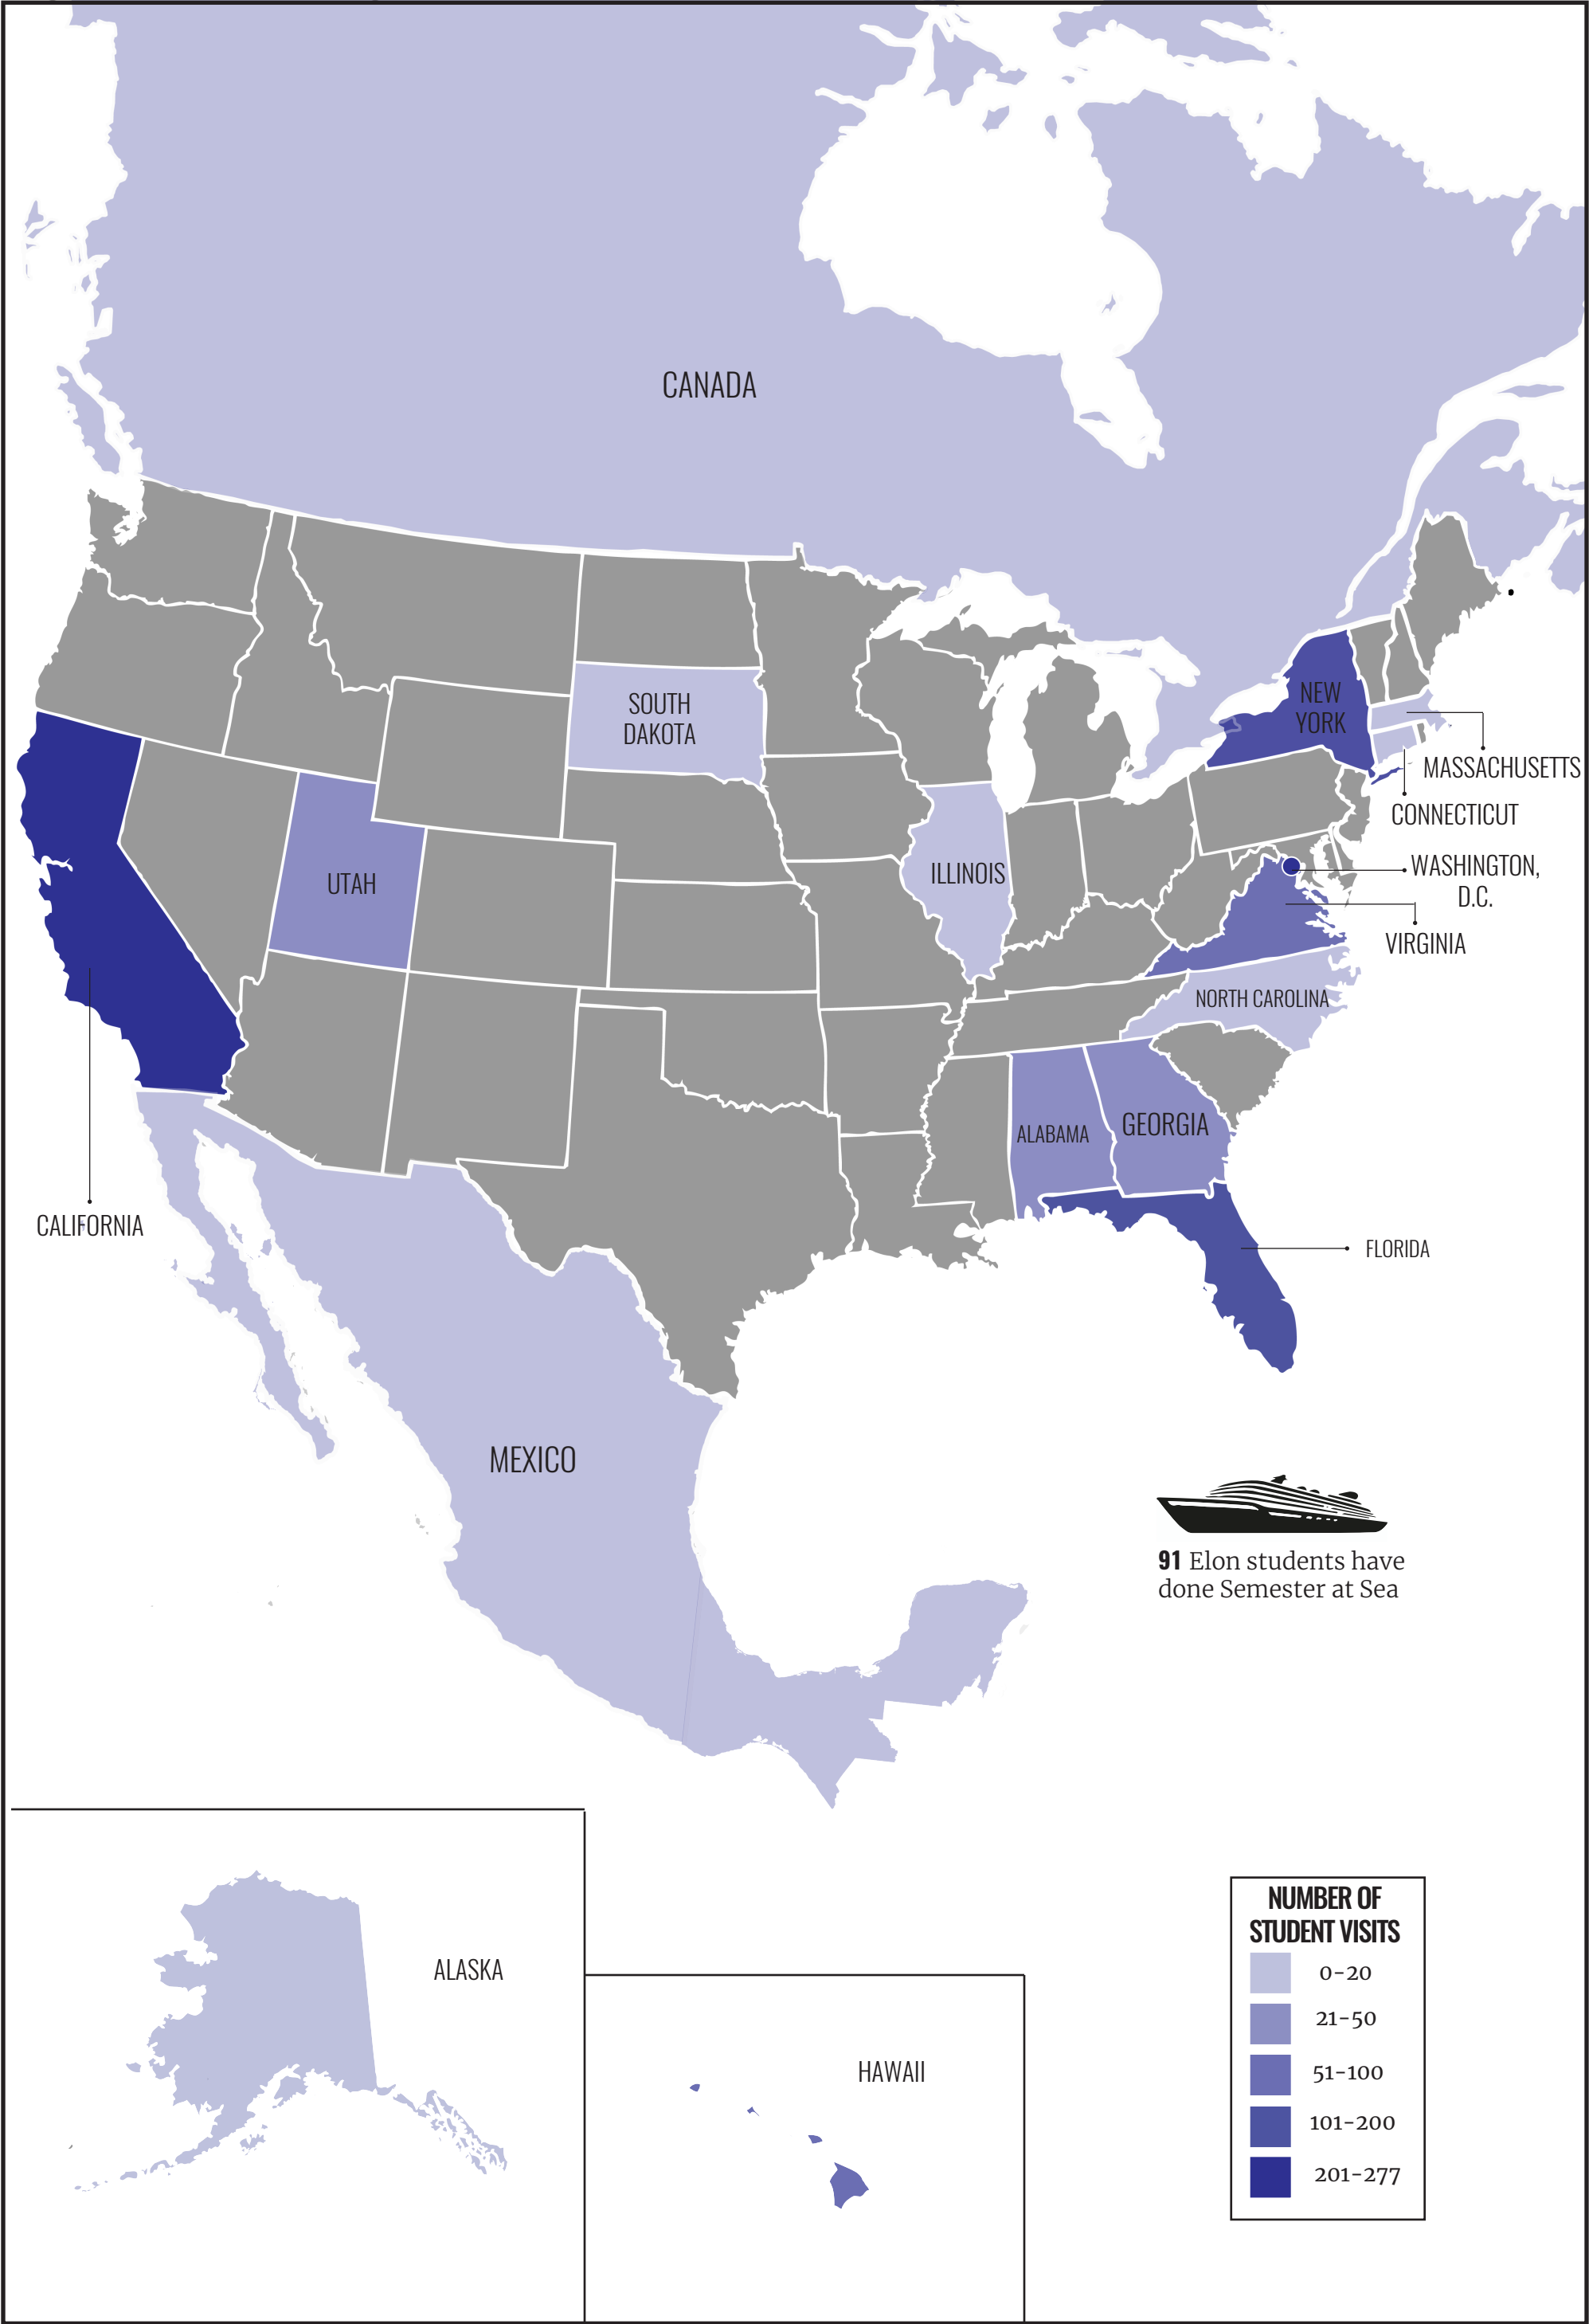 CANADA
SOUTH
DAKOTA
NEW
YORK
MASSACHUSETTS
CONNECTICUT
UTAH
ILLINOIS
WASHINGTON,
D.C.
VIRGINIA
NORTH CAROLINA
ALABAMA
GEORGIA
CALIFORNIA
FLORIDA
MEXICO
91 Elon students have
done Semester at Sea
ALASKA
HAWAII
NUMBER OF
STUDENT VISITS
0-20
21-50
51-100
101-200
201-277